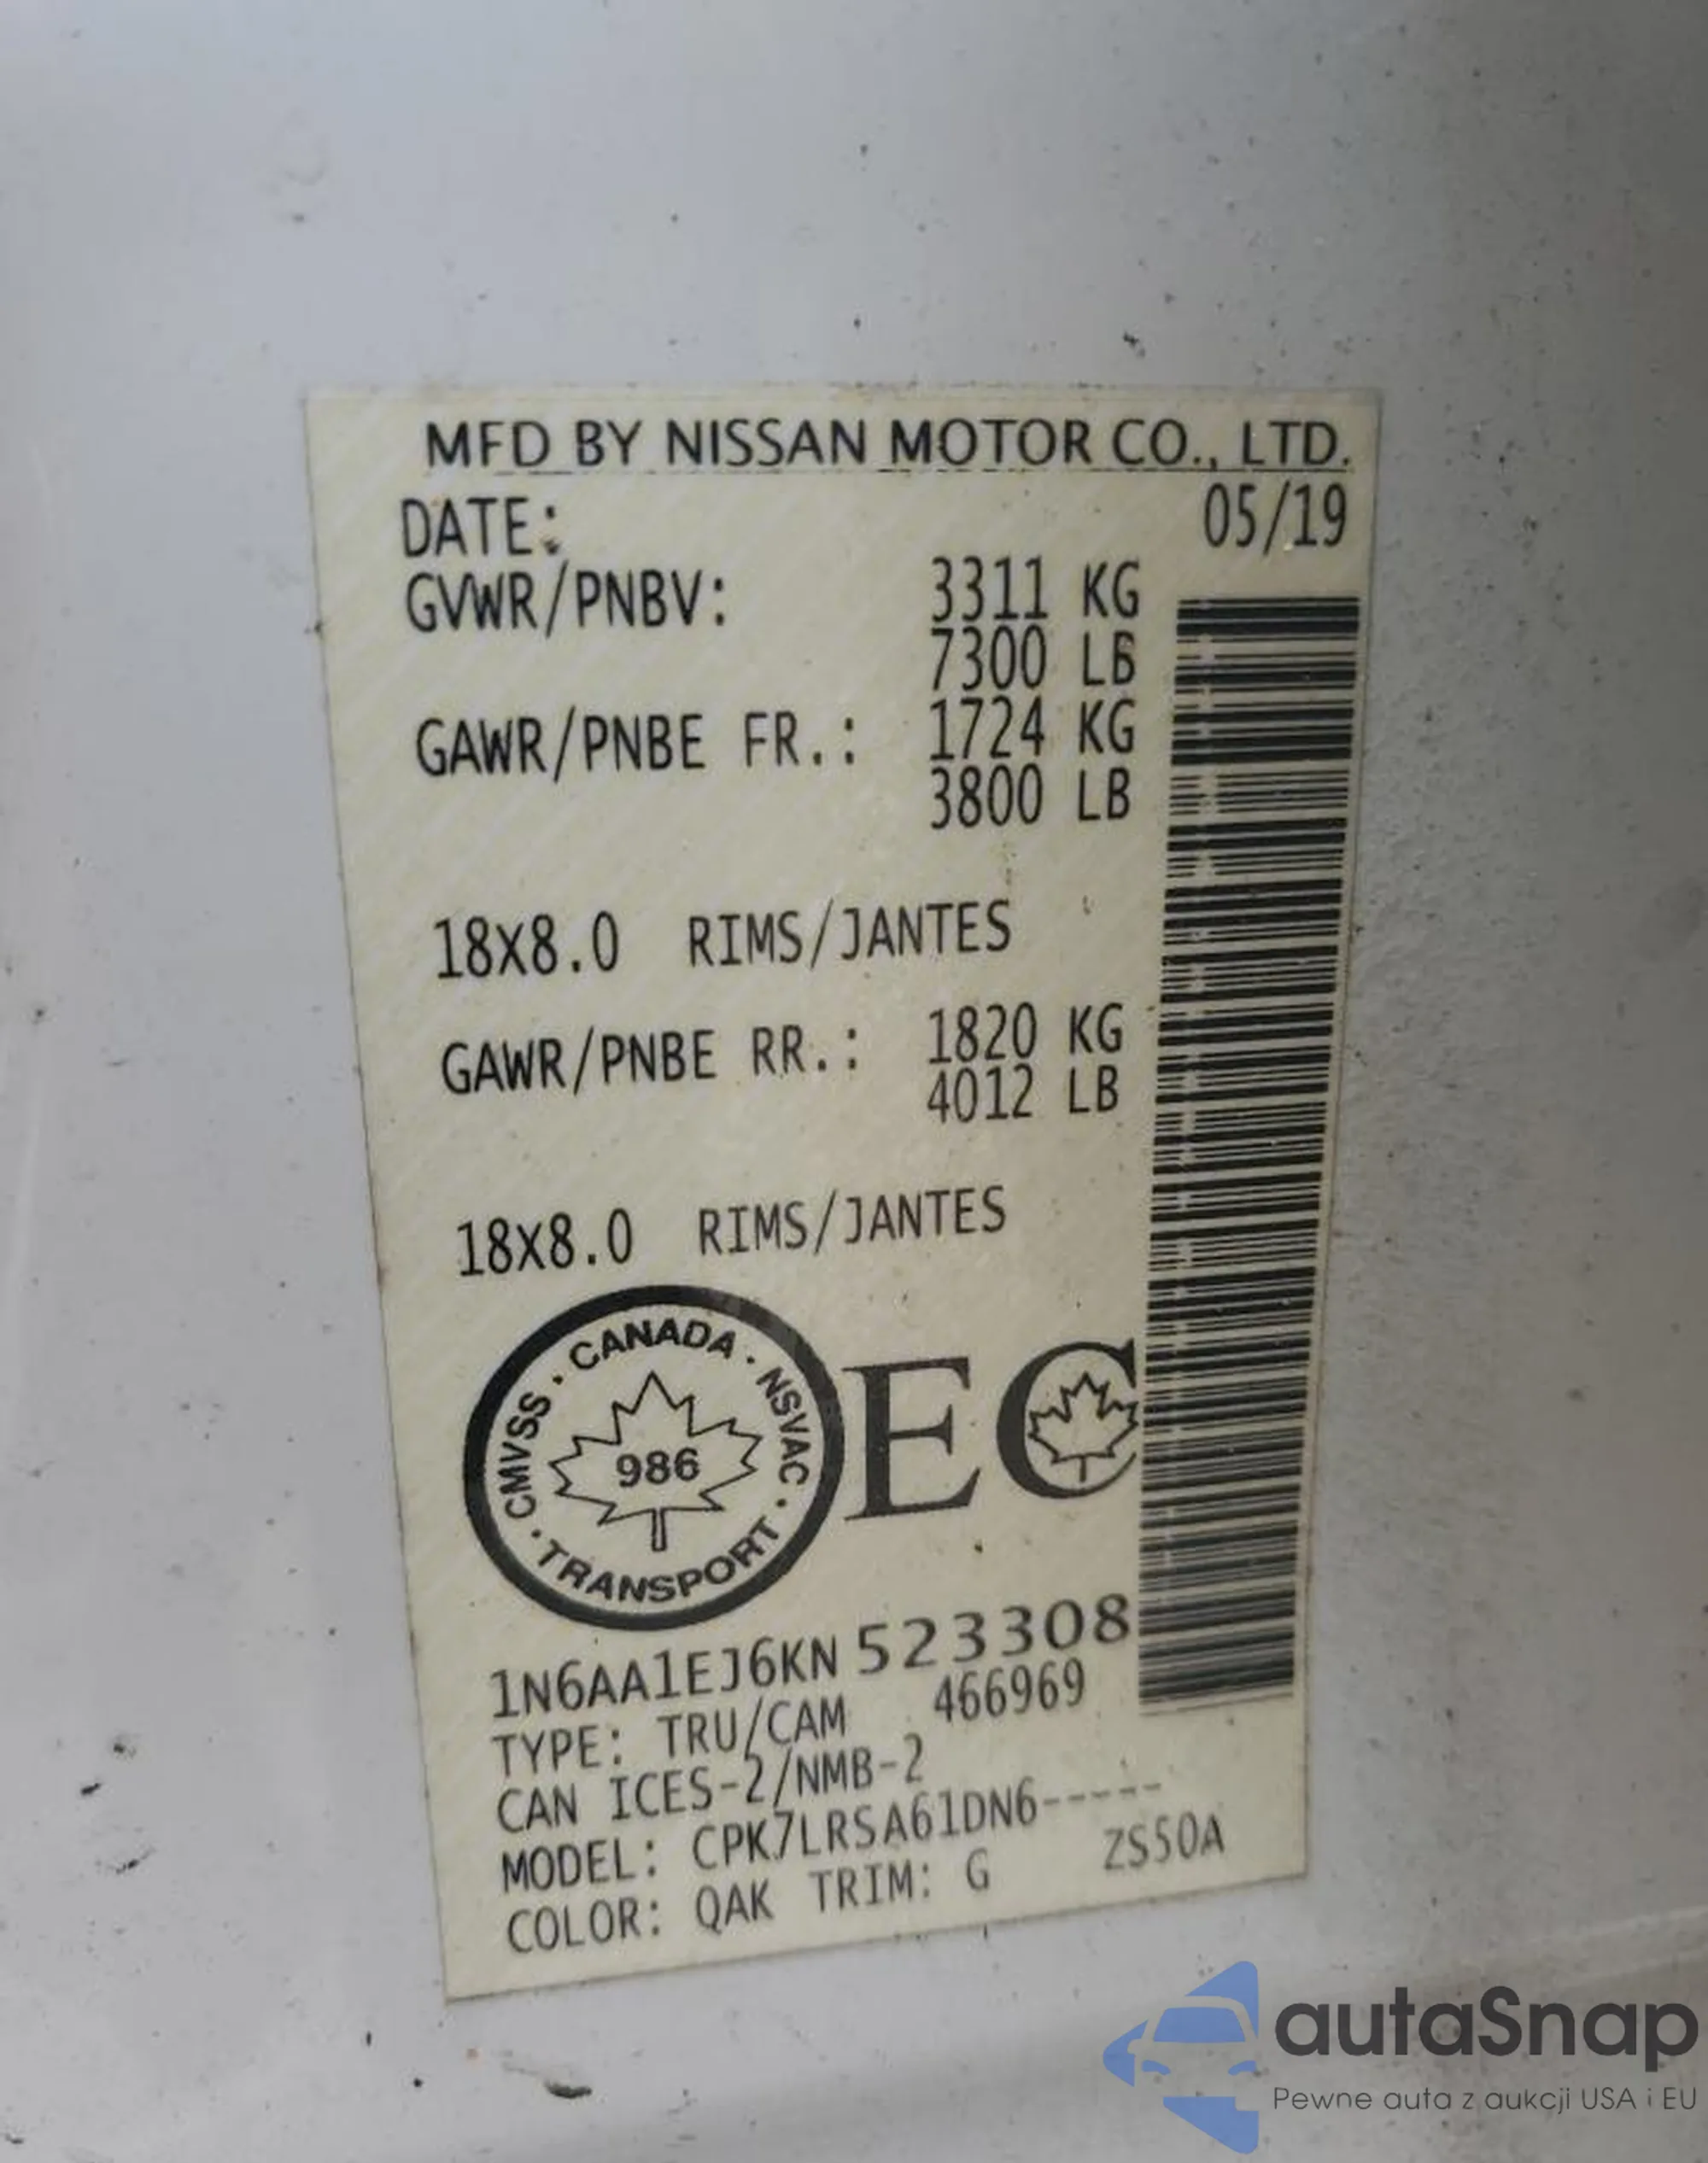 MFD BY NISSAN MOTOR CO., LTD.
DATE: 05/19
GVWR/PNBV: 3311 KG
7300 LB
GAWR/PNBE FR.: 1724 KG
3800 LB
18X8.0 RIMS/JANTES
GAWR/PNBE RR.: 1820 KG
4012 LB
18X8.0 RIMS/JANTES
CMVSS · CANADA · NSVAC · TRANSPORT ·
986
EC
1N6AA1EJ6KN523308
TYPE: TRU/CAM 466969
CAN ICES-2/NMB-2
MODEL: CPK7LRSA61DN6-----
COLOR: QAK TRIM: G ZS50A
autaSnap
Pewne auta z aukcji USA i EU